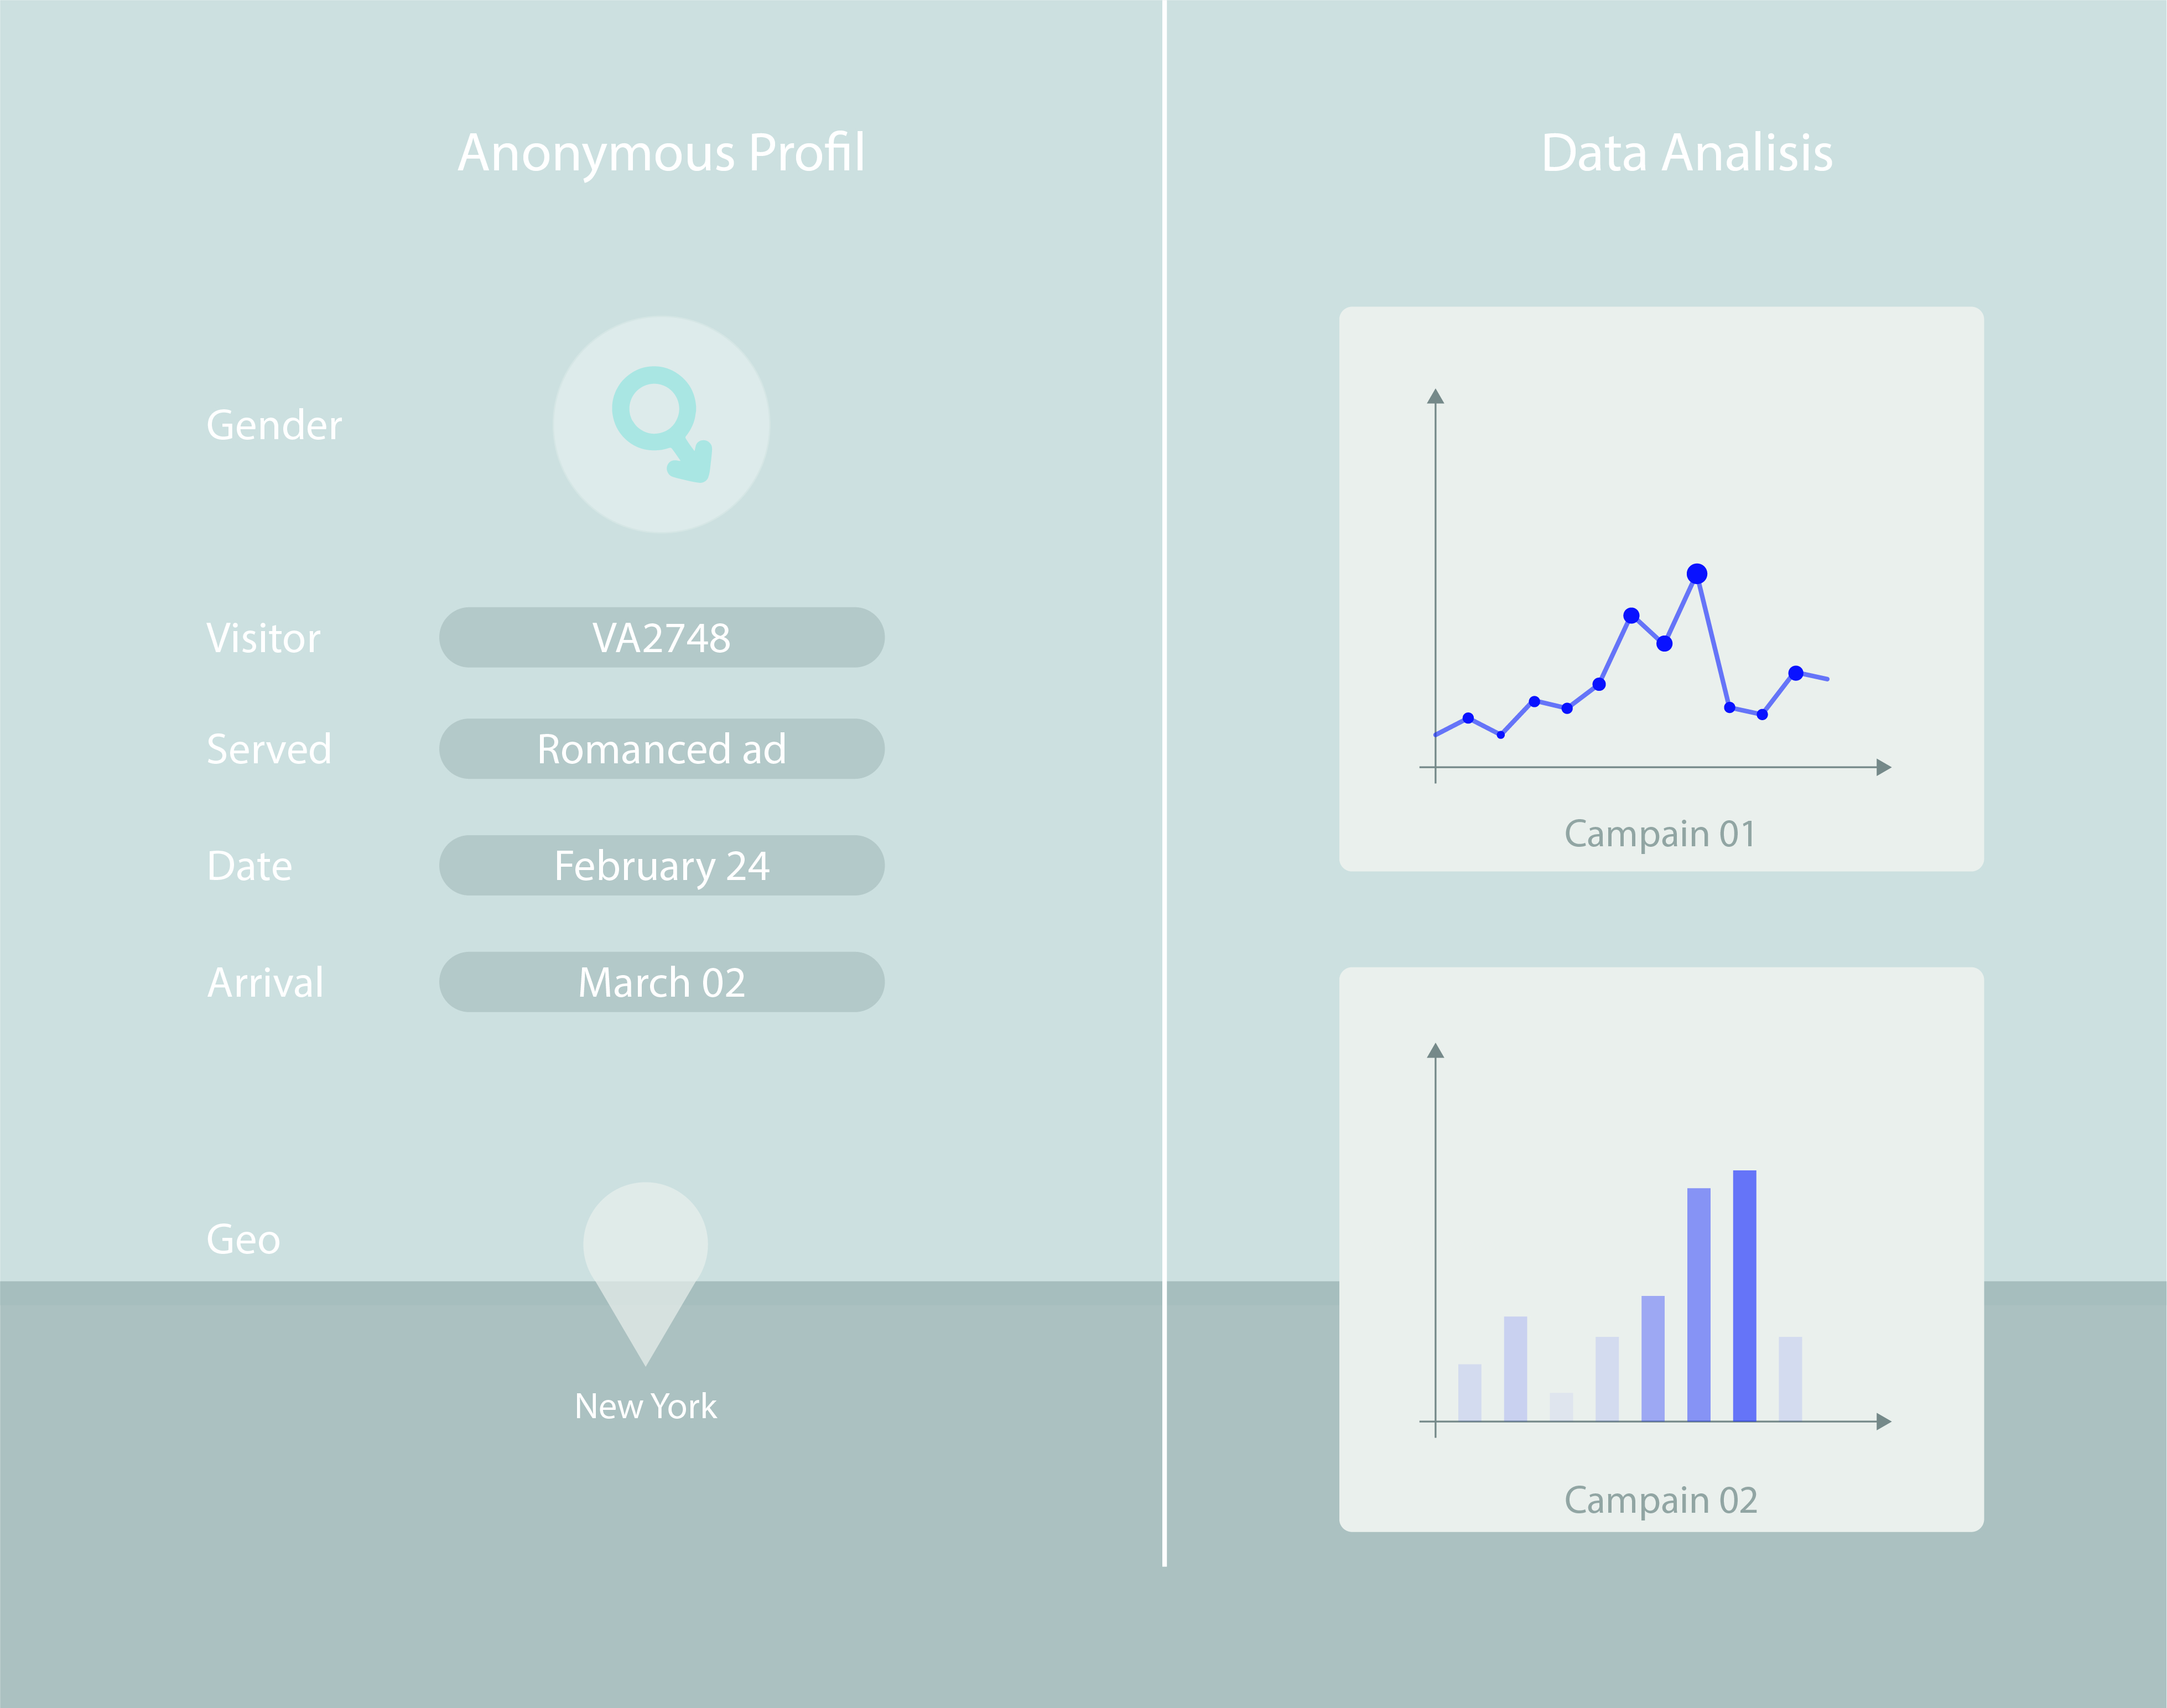 Anonymous Profil
Gender
Visitor VA2748
Served Romanced ad
Date February 24
Arrival March 02
Geo
New York
Data Analisis
Campain 01
Campain 02